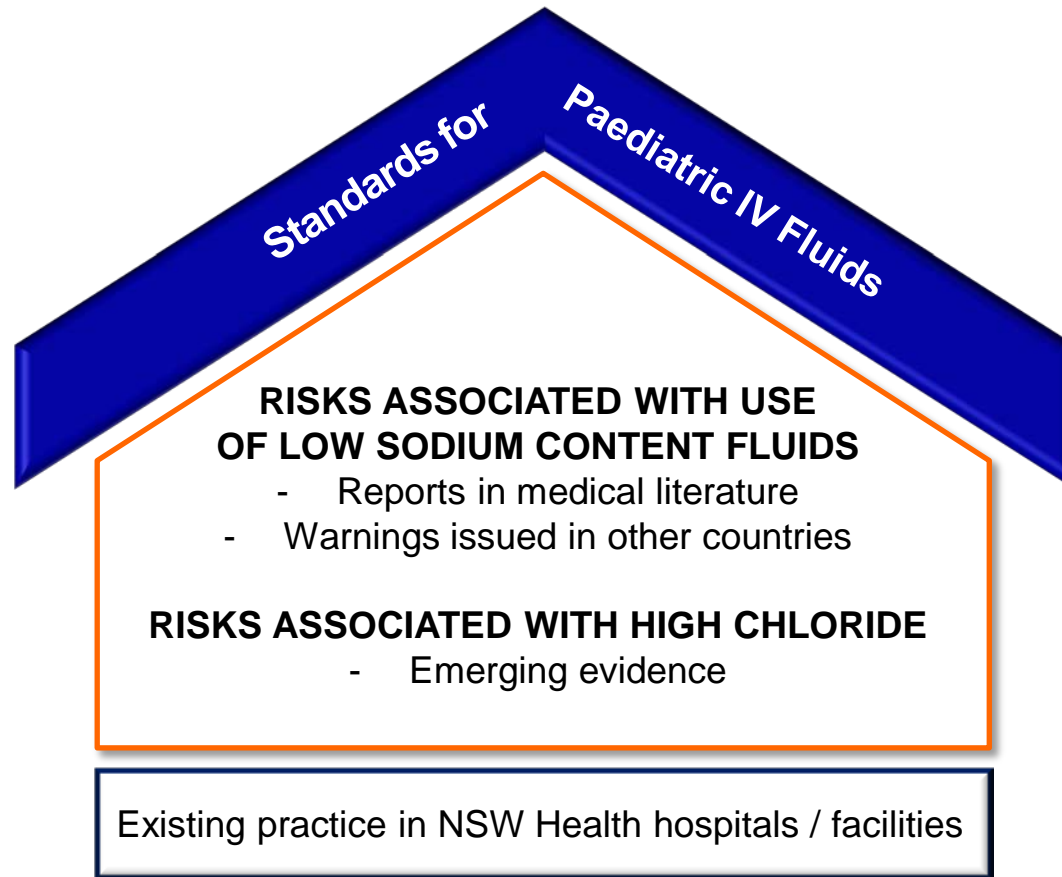 Standards for
Paediatric IV Fluids
RISKS ASSOCIATED WITH USE
OF LOW SODIUM CONTENT FLUIDS
- Reports in medical literature
- Warnings issued in other countries
RISKS ASSOCIATED WITH HIGH CHLORIDE
- Emerging evidence
Existing practice in NSW Health hospitals / facilities